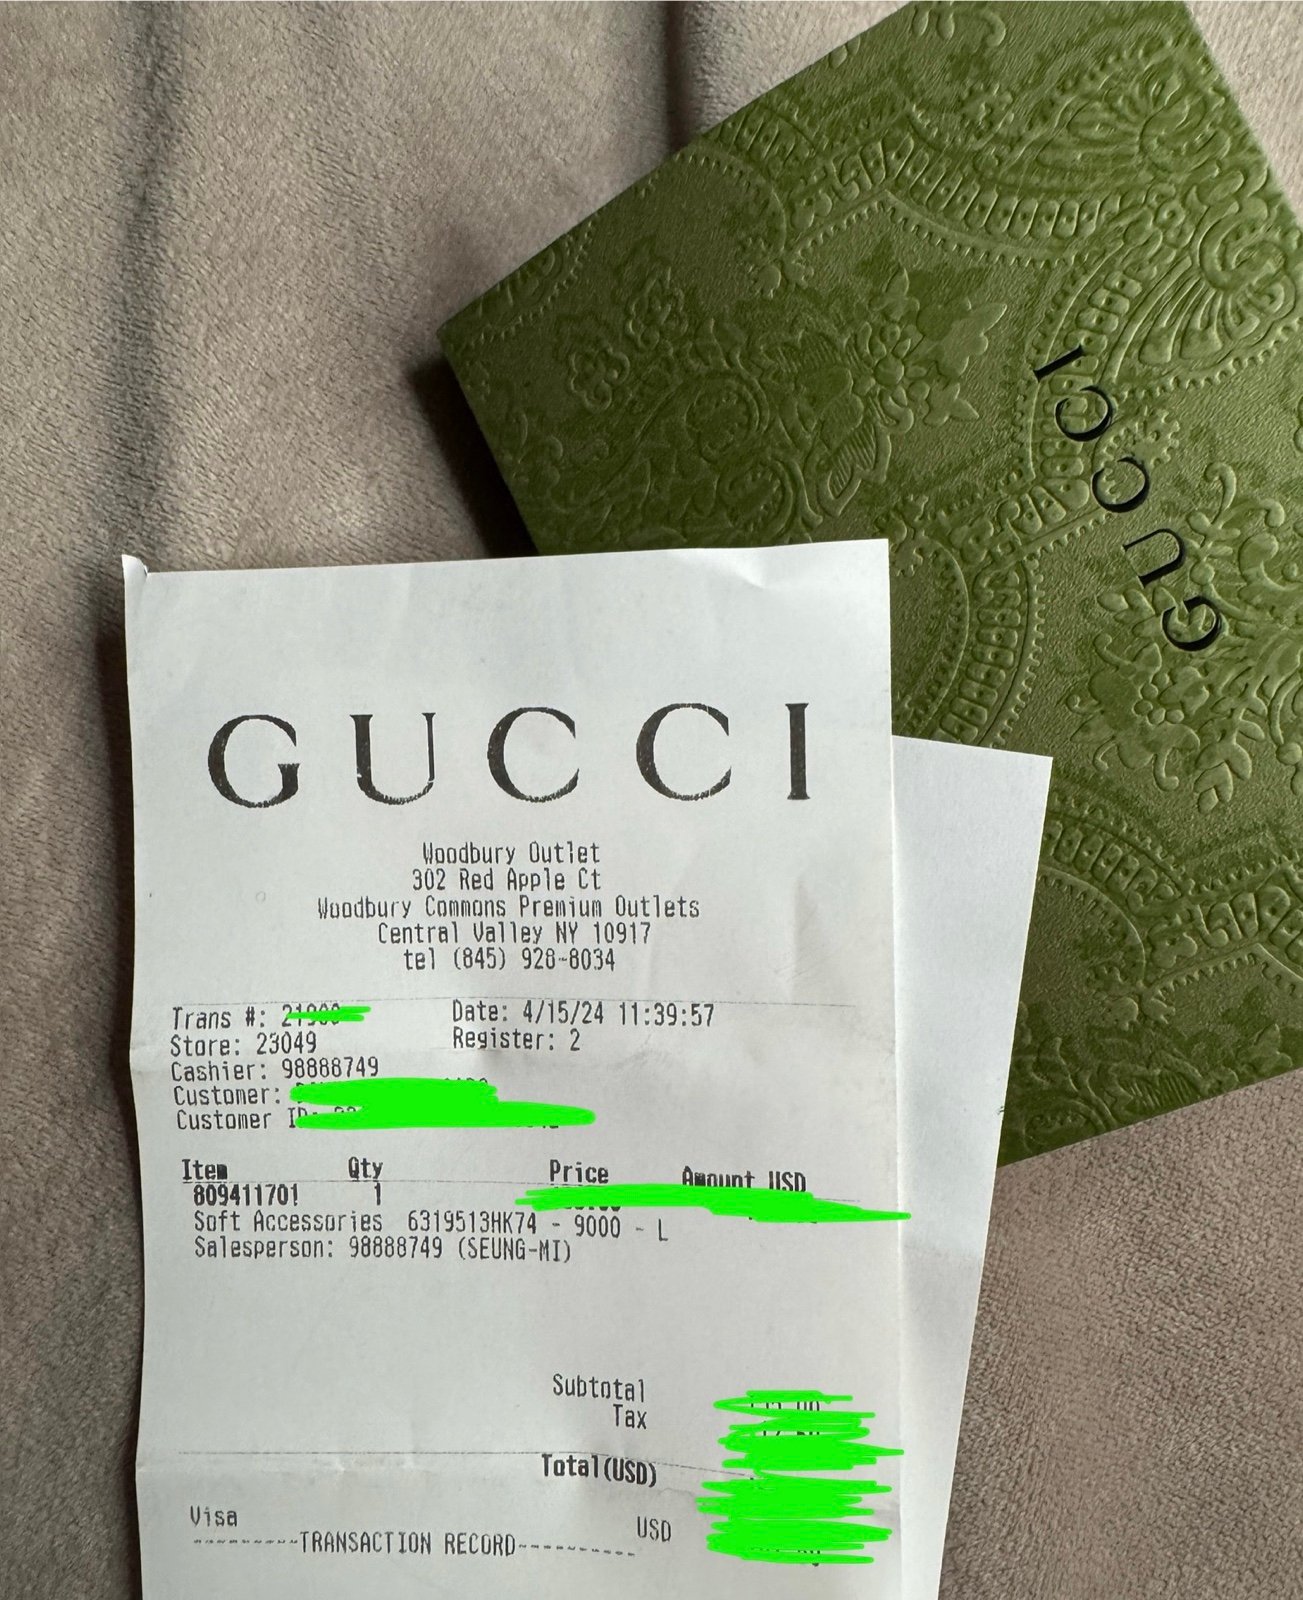 GUCCI
GUCCI
Woodbury Outlet
302 Red Apple Ct
Woodbury Commons Premium Outlets
Central Valley NY 10917
tel (845) 928-8034
Trans #: Date: 4/15/24 11:39:57
Store: 23049 Register: 2
Cashier: 98888749
Customer:
Customer ID:
Item Qty Price Amount USD
809411701 1
Soft Accessories 6319513HK74 - 9000 - L
Salesperson: 98888749 (SEUNG-MI)
Subtotal
Tax
Total(USD)
Visa USD
---------TRANSACTION RECORD----------